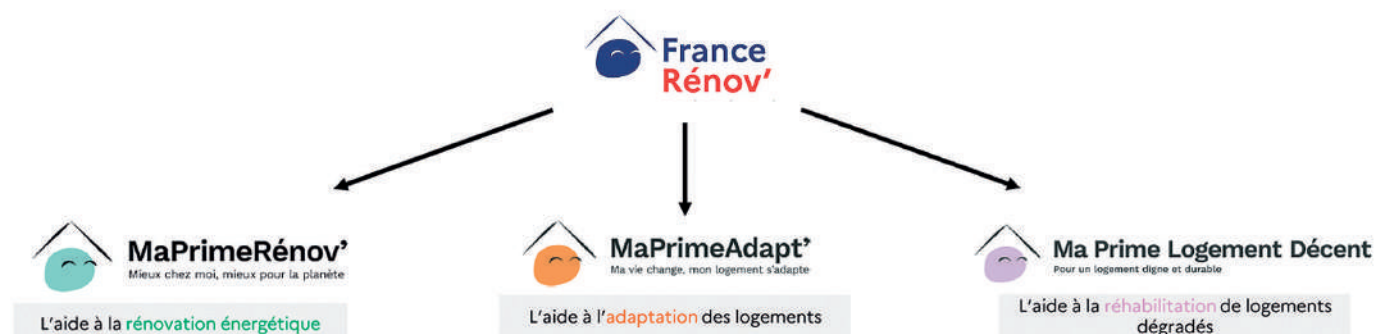 France
Rénov'
MaPrimeRénov'
Mieux chez moi, mieux pour la planète
L'aide à la rénovation énergétique
MaPrimeAdapt'
Ma vie change, mon logement s'adapte
L'aide à l'adaptation des logements
Ma Prime Logement Décent
Pour un logement digne et durable
L'aide à la réhabilitation de logements
dégradés